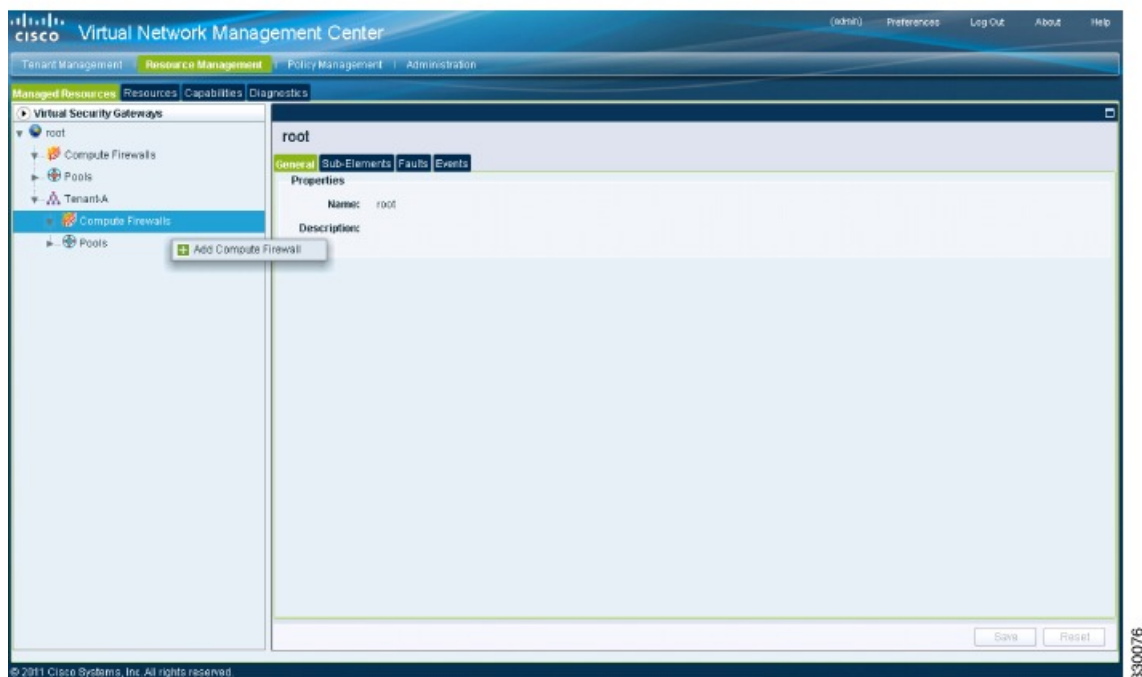 CISCO Virtual Network Management Center
(admin) Preferences Log Out About Help
Tenant Management | Resource Management | Policy Management | Administration
Managed Resources Resources Capabilities Diagnostics
Virtual Security Gateways
root
Compute Firewalls
Pools
Tenant-A
Compute Firewalls
Pools
Add Compute Firewall
root
General Sub-Elements Faults Events
Properties
Name: root
Description:
Save Reset
© 2011 Cisco Systems, Inc. All rights reserved.
330076